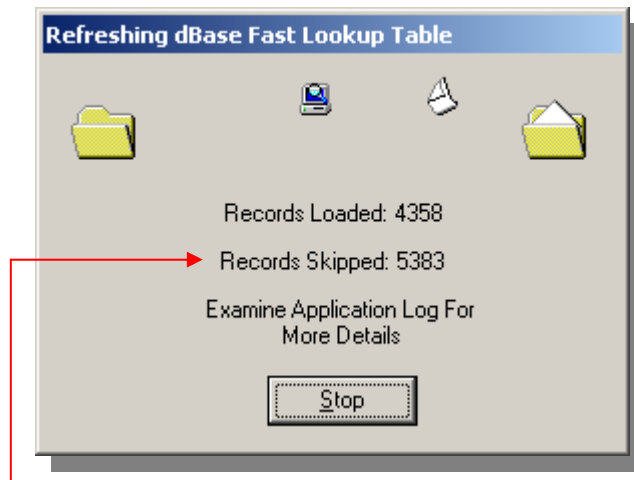 Refreshing dBase Fast Lookup Table
Records Loaded: 4358
Records Skipped: 5383
Examine Application Log For
More Details
Stop